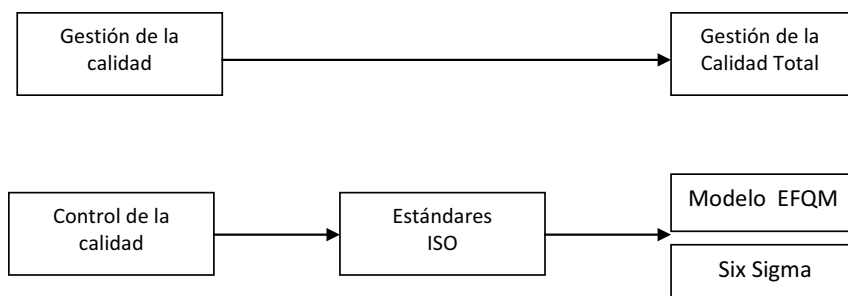 Gestión de la
calidad
Gestión de la
Calidad Total
Control de la
calidad
Estándares
ISO
Modelo  EFQM
Six Sigma